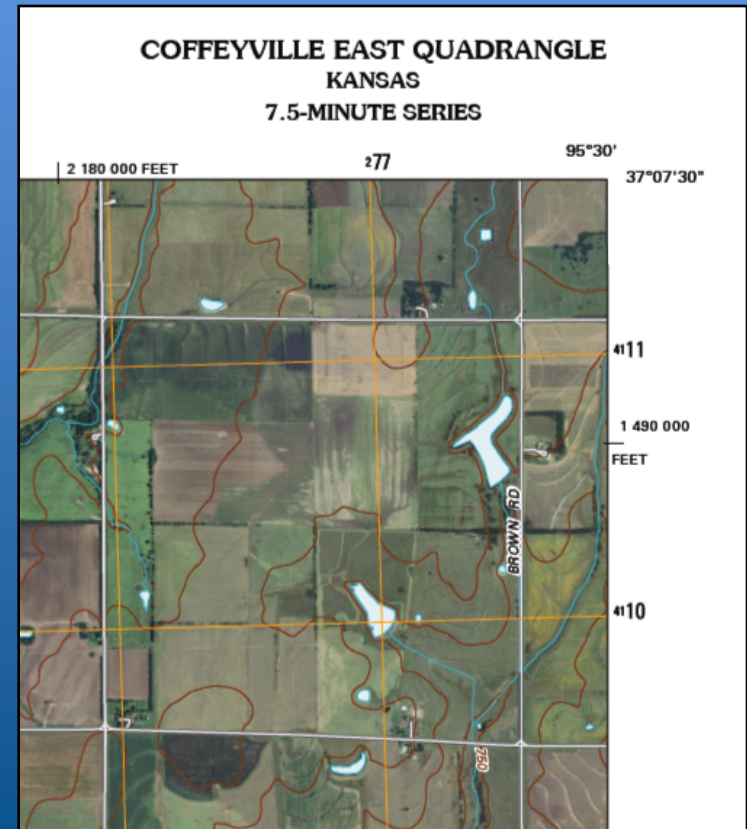 COFFEYVILLE EAST QUADRANGLE
KANSAS
7.5-MINUTE SERIES
2 180 000 FEET
²77
95°30'
37°07'30"
⁴¹11
1 490 000
FEET
BROWN RD
⁴¹10
750